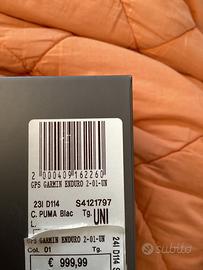 2 000409 162260
GPS GARMIN ENDURO 2-01-UN
23I D114 S4121797
C. PUMA Blac Tg. UNI
L.
GPS GARMIN ENDURO 2-01-UN
Col. 01 Tg.
€ 999,99
24I D114 S
subito